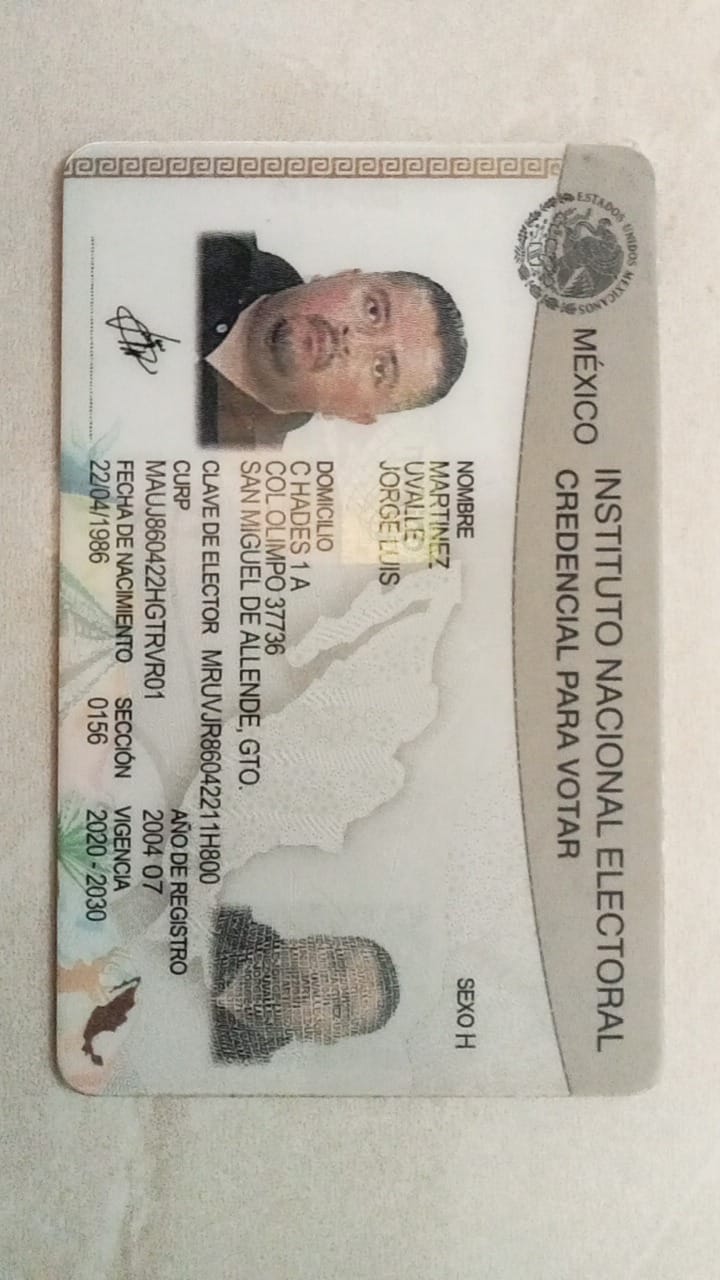 ESTADOS UNIDOS MEXICANOS
MÉXICO
INSTITUTO NACIONAL ELECTORAL
CREDENCIAL PARA VOTAR
NOMBRE
MARTINEZ
UVALLE
JORGE LUIS
SEXO H
DOMICILIO
C HADES 1 A
COL OLIMPO 37736
SAN MIGUEL DE ALLENDE, GTO.
CLAVE DE ELECTOR MRUVJR86042211H800
CURP
MAUJ860422HGTRVR01
AÑO DE REGISTRO
2004 07
FECHA DE NACIMIENTO
22/04/1986
SECCIÓN
0156
VIGENCIA
2020 - 2030